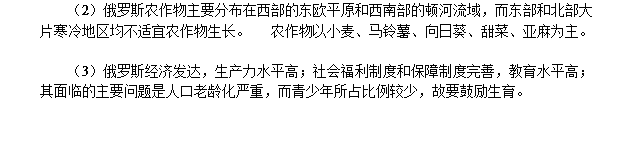 （2）俄罗斯农作物主要分布在西部的东欧平原和西南部的顿河流域，而东部和北部大
片寒冷地区均不适宜农作物生长。 农作物以小麦、马铃薯、向日葵、甜菜、亚麻为主。
（3）俄罗斯经济发达，生产力水平高；社会福利制度和保障制度完善，教育水平高；
其面临的主要问题是人口老龄化严重，而青少年所占比例较少，故要鼓励生育。